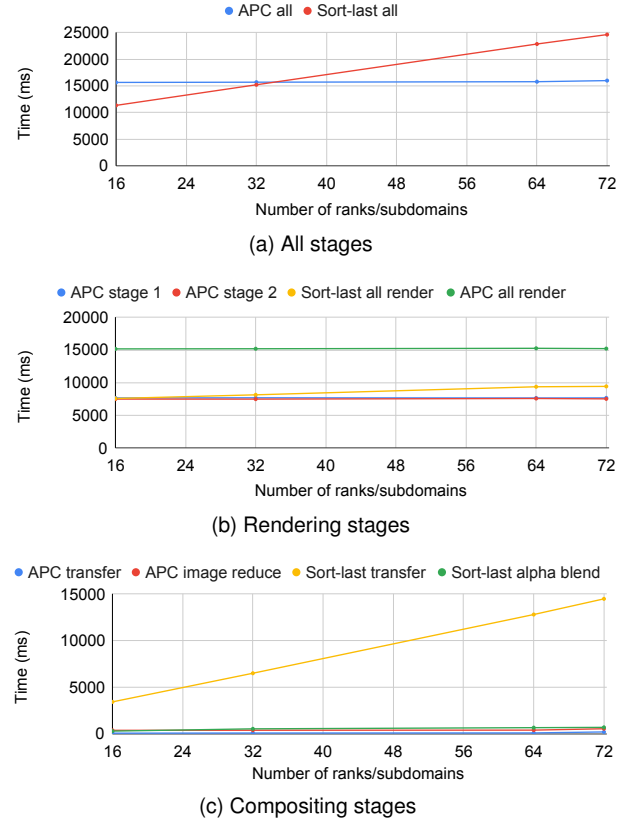 APC all Sort-last all
25000
20000
15000
10000
5000
0
Time (ms)
16 24 32 40 48 56 64 72
Number of ranks/subdomains
(a) All stages
APC stage 1 APC stage 2 Sort-last all render APC all render
20000
15000
10000
5000
0
Time (ms)
16 24 32 40 48 56 64 72
Number of ranks/subdomains
(b) Rendering stages
APC transfer APC image reduce Sort-last transfer Sort-last alpha blend
15000
10000
5000
0
Time (ms)
16 24 32 40 48 56 64 72
Number of ranks/subdomains
(c) Compositing stages